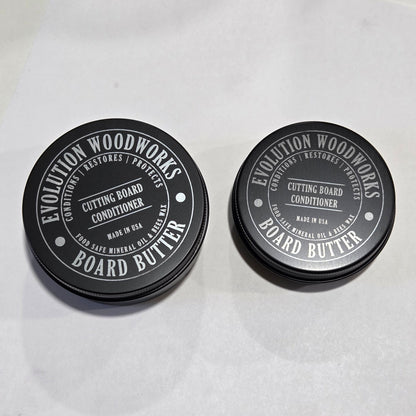 EVOLUTION WOODWORKS
CONDITIONS | RESTORES | PROTECTS
CUTTING BOARD
CONDITIONER
MADE IN USA
FOOD SAFE MINERAL OIL & BEES WAX
BOARD BUTTER
EVOLUTION WOODWORKS
CONDITIONS | RESTORES | PROTECTS
CUTTING BOARD
CONDITIONER
MADE IN USA
FOOD SAFE MINERAL OIL & BEES WAX
BOARD BUTTER